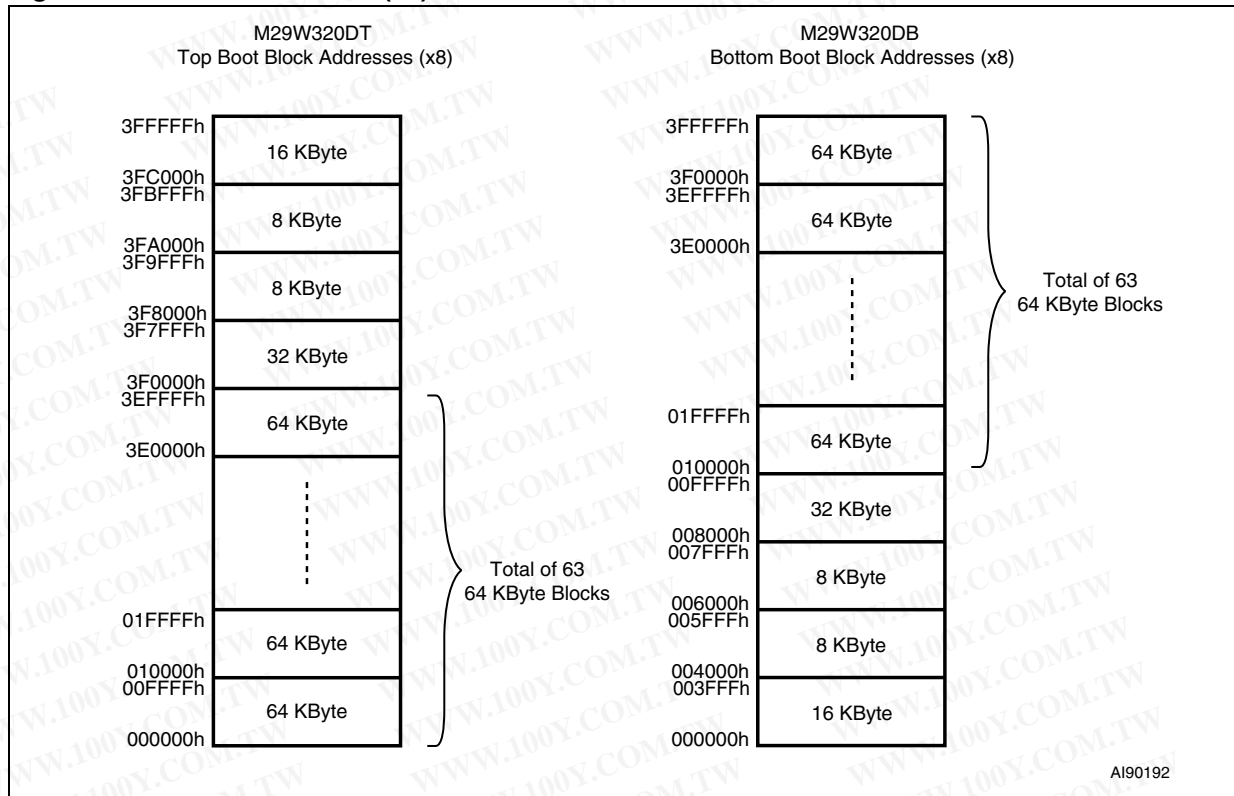 M29W320DT
Top Boot Block Addresses (x8)
3FFFFFh
16 KByte
3FC000h
3FBFFFh
8 KByte
3FA000h
3F9FFFh
8 KByte
3F8000h
3F7FFFh
32 KByte
3F0000h
3EFFFFh
64 KByte
3E0000h
Total of 63
64 KByte Blocks
01FFFFh
64 KByte
010000h
00FFFFh
64 KByte
000000h
M29W320DB
Bottom Boot Block Addresses (x8)
3FFFFFh
64 KByte
3F0000h
3EFFFFh
64 KByte
3E0000h
Total of 63
64 KByte Blocks
01FFFFh
64 KByte
010000h
00FFFFh
32 KByte
008000h
007FFFh
8 KByte
006000h
005FFFh
8 KByte
004000h
003FFFh
16 KByte
000000h
AI90192
WWW.100Y.COM.TW